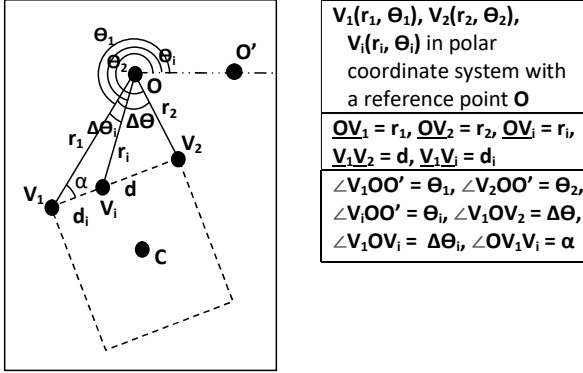 ϴ1
ϴ2
ϴi
O'
O
r2
Δϴi
Δϴ
r1
ri
V2
V1
α
d
Vi
di
C
V1(r1, ϴ1), V2(r2, ϴ2),
Vi(ri, ϴi) in polar
coordinate system with
a reference point O
OV1 = r1, OV2 = r2, OVi = ri,
V1V2 = d, V1Vi = di
∠V1OO' = ϴ1, ∠V2OO' = ϴ2,
∠ViOO' = ϴi, ∠V1OV2 = Δϴ,
∠V1OVi = Δϴi, ∠OV1Vi = α